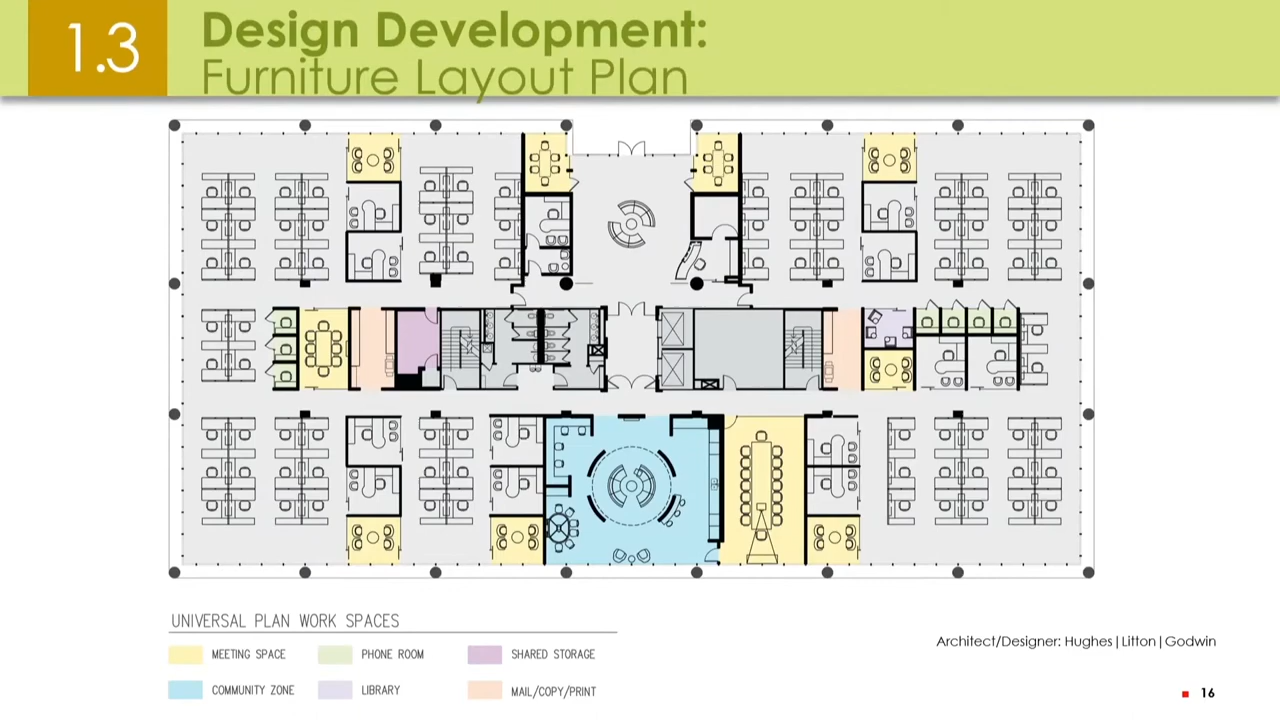 1.3
Design Development:
Furniture Layout Plan
UNIVERSAL PLAN WORK SPACES
MEETING SPACE
PHONE ROOM
SHARED STORAGE
COMMUNITY ZONE
LIBRARY
MAIL/COPY/PRINT
Architect/Designer: Hughes|Litton|Godwin
16